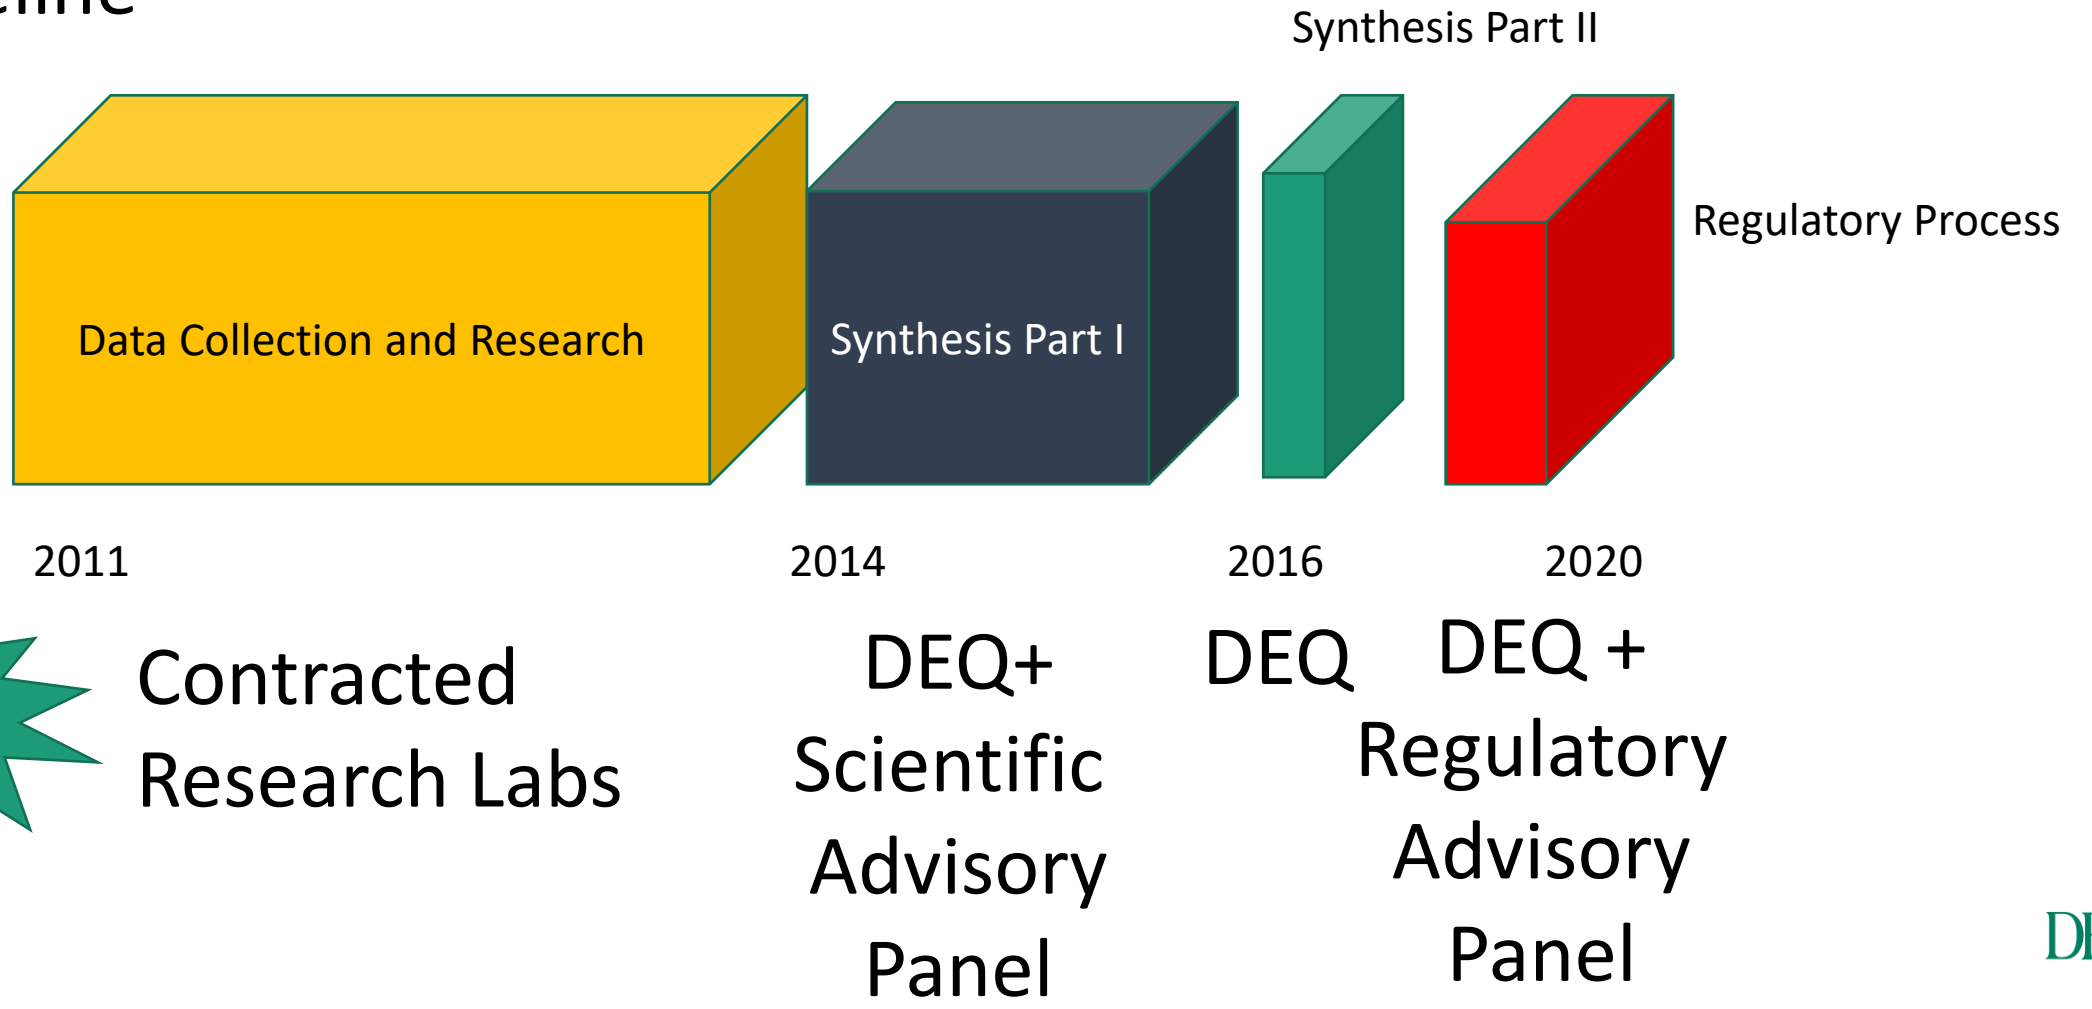 Synthesis Part II
Data Collection and Research
Synthesis Part I
Regulatory Process
2011
2014
2016
2020
Contracted
Research Labs
DEQ+
Scientific
Advisory
Panel
DEQ
DEQ +
Regulatory
Advisory
Panel